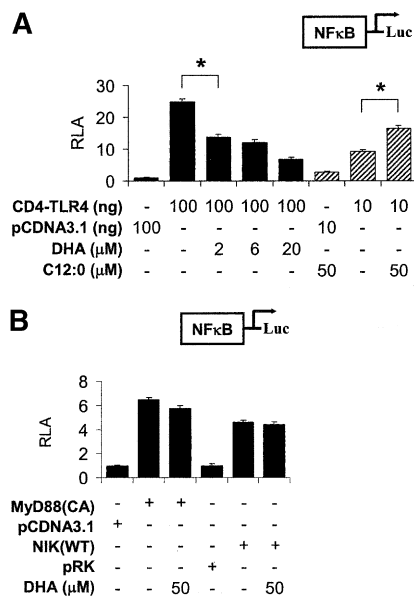 A
NFκB Luc
*
*
30
20
10
0
RLA
CD4-TLR4 (ng) - 100 100 100 100 - 10 10
pCDNA3.1 (ng) 100 - - - - 10 - -
DHA (μM) - - 2 6 20 - - -
C12:0 (μM) - - - - - 50 - 50
B
NFκB Luc
8
6
4
2
0
RLA
MyD88(CA) - + + - - -
pCDNA3.1 + - - - - -
NIK(WT) - - - - + +
pRK - - - + - -
DHA (μM) - - 50 - - 50